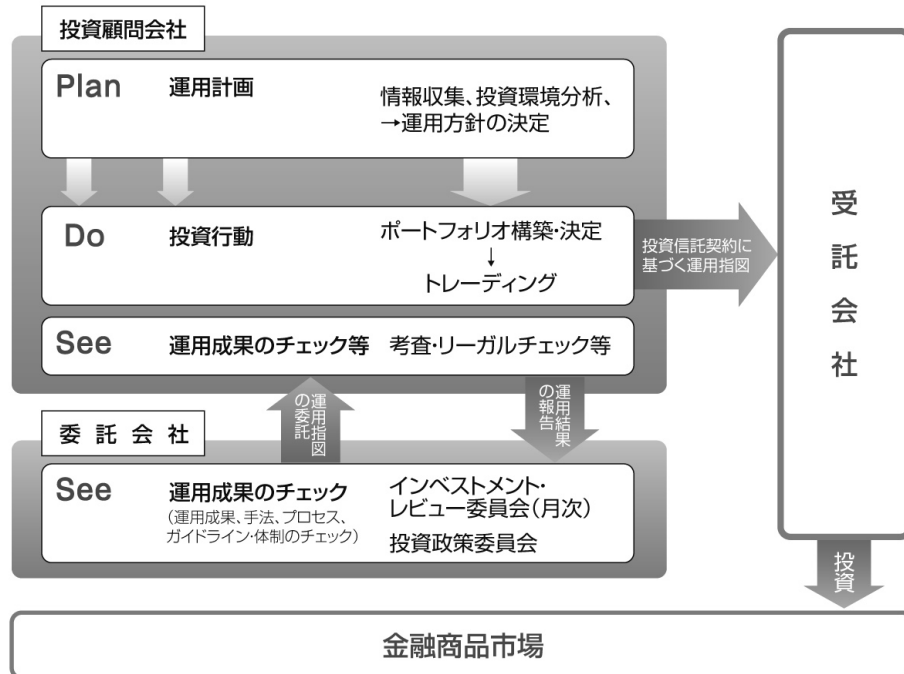 投資顧問会社
Plan 運用計画 情報収集、投資環境分析、
→運用方針の決定
Do 投資行動 ポートフォリオ構築・決定
↓
トレーディング
投資信託契約に
基づく運用指図
See 運用成果のチェック等 考査・リーガルチェック等
運用指図
の委託
運用結果
の報告
委託会社
See 運用成果のチェック
(運用成果、手法、プロセス、
ガイドライン・体制のチェック)
インベストメント・
レビュー委員会(月次)
投資政策委員会
受託会社
投資
金融商品市場